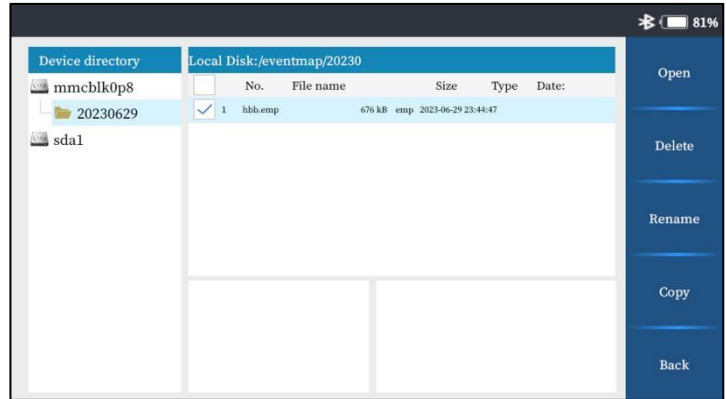 81%
Device directory
mmcblk0p8
20230629
sda1
Local Disk:/eventmap/20230
No. File name Size Type Date:
1 hbb.emp 676 kB emp 2023-06-29 23:44:47
Open
Delete
Rename
Copy
Back